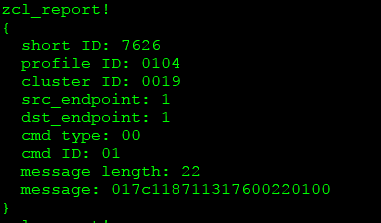 zcl_report!
{
short ID: 7626
profile ID: 0104
cluster ID: 0019
src_endpoint: 1
dst_endpoint: 1
cmd type: 00
cmd ID: 01
message length: 22
message: 017c118711317600220100
}